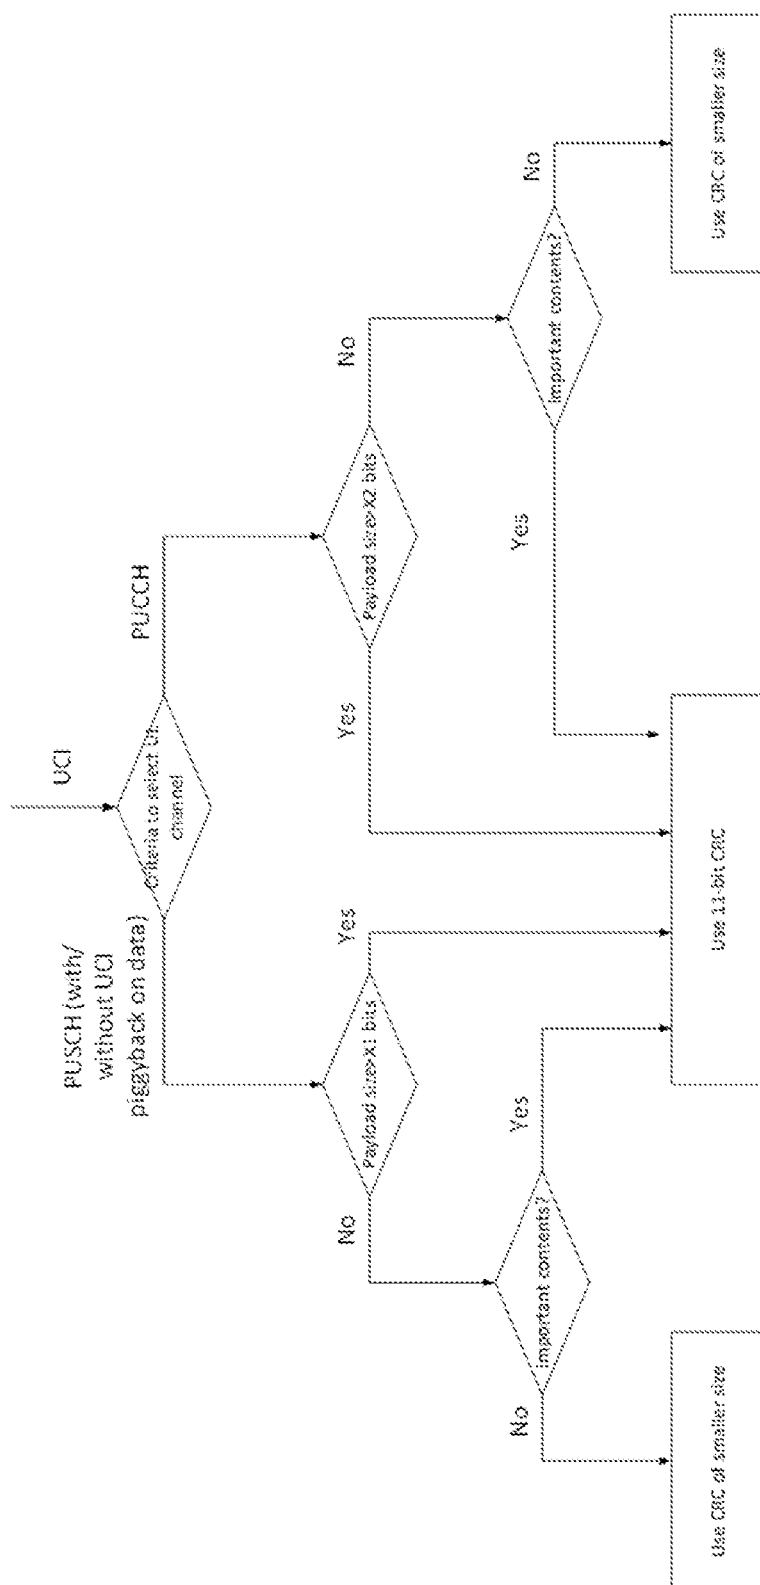 UCI
Criteria to select UL
channel
PUSCH (with/
without UCI
piggyback on data)
PUCCH
Payload size>X1 bits
Payload size>X2 bits
No
Yes
Yes
No
Important contents?
Important contents?
No
Yes
Yes
No
Use CRC of smaller size
Use 11-bit CRC
Use CRC of smaller size